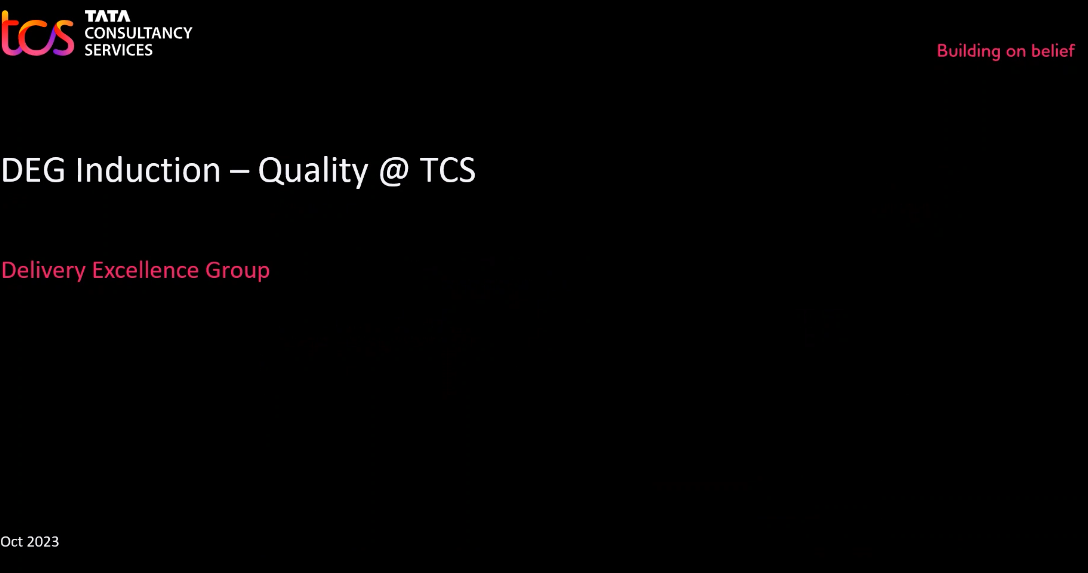 tcs
TATA
CONSULTANCY
SERVICES
Building on belief
DEG Induction – Quality @ TCS
Delivery Excellence Group
Oct 2023